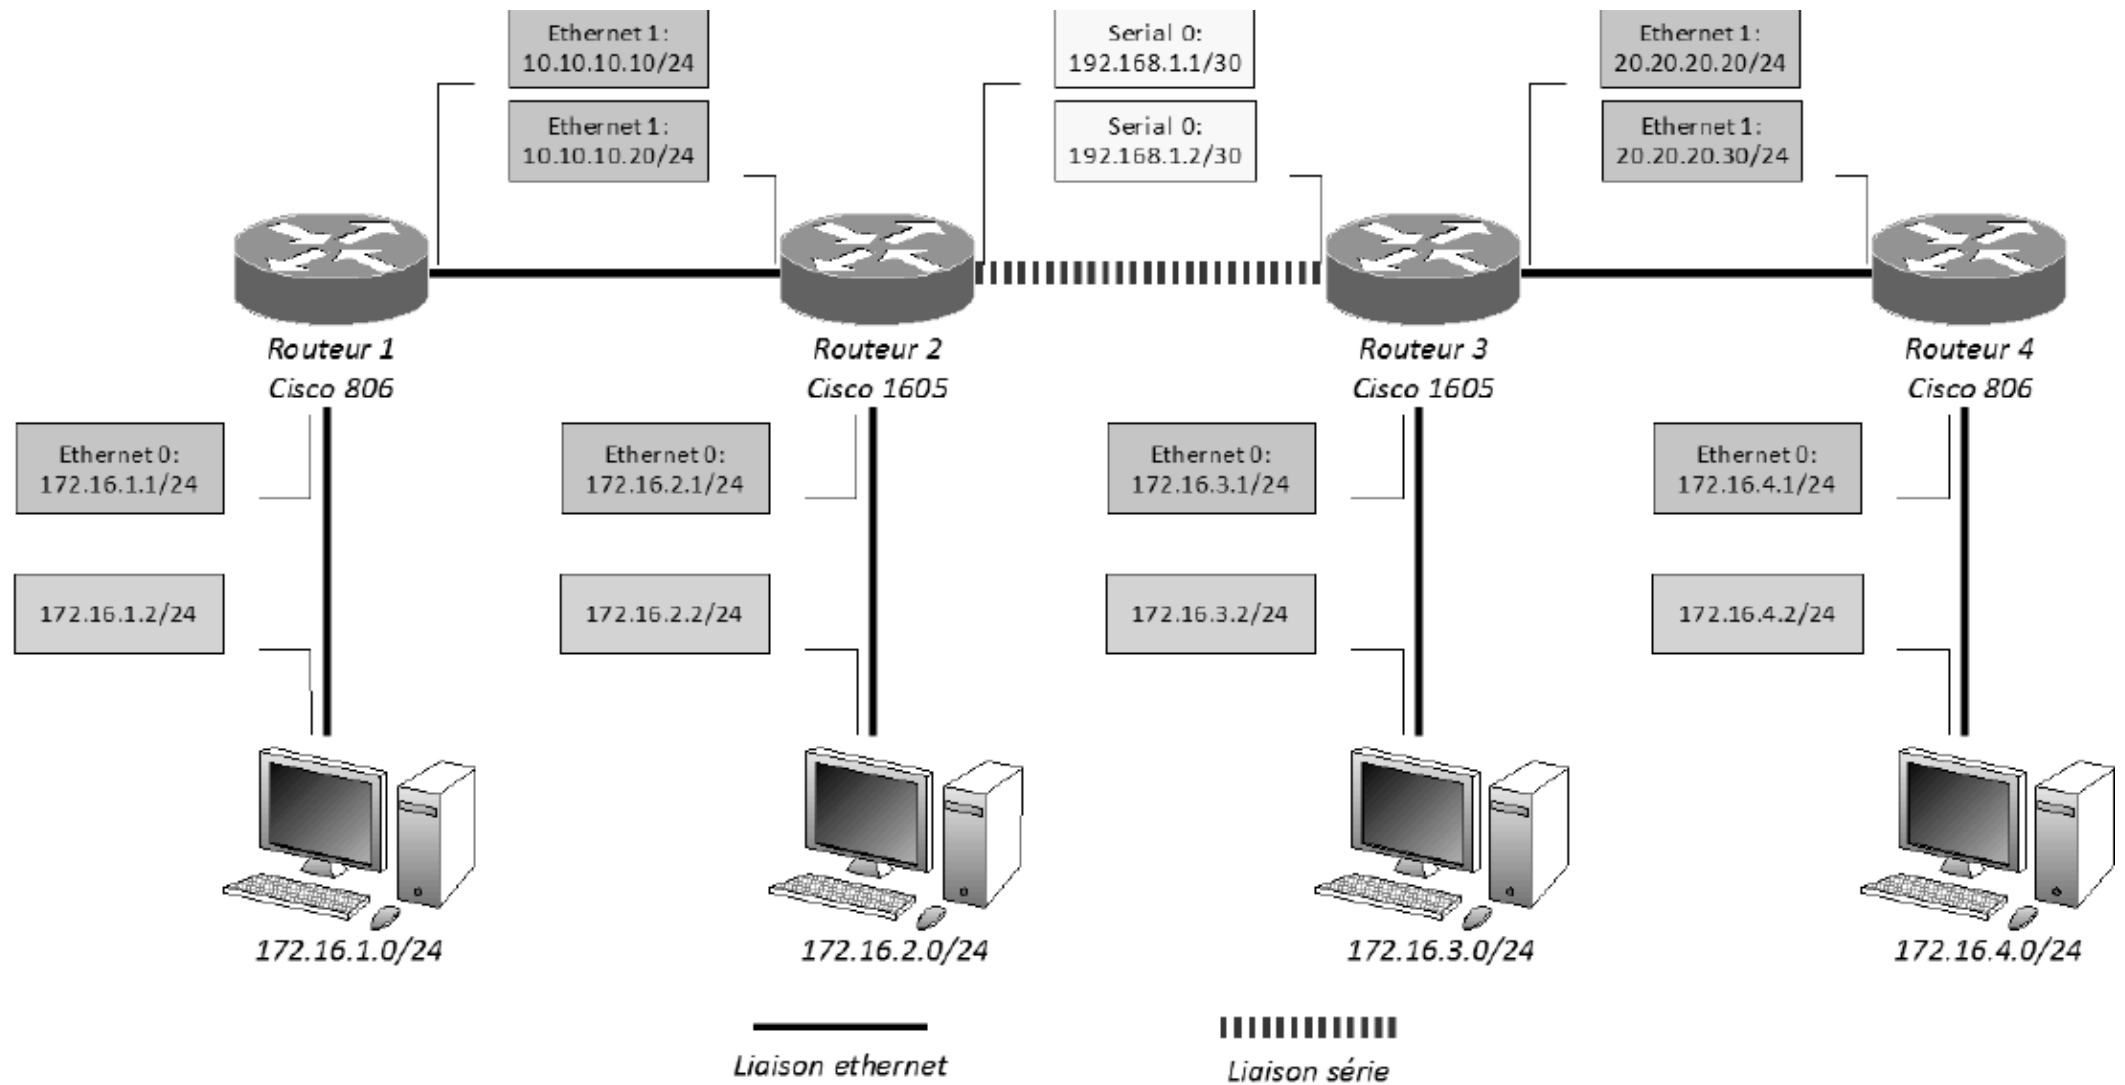 Ethernet 1:
10.10.10.10/24
Ethernet 1:
10.10.10.20/24
Serial 0:
192.168.1.1/30
Serial 0:
192.168.1.2/30
Ethernet 1:
20.20.20.20/24
Ethernet 1:
20.20.20.30/24
Routeur 1
Cisco 806
Routeur 2
Cisco 1605
Routeur 3
Cisco 1605
Routeur 4
Cisco 806
Ethernet 0:
172.16.1.1/24
Ethernet 0:
172.16.2.1/24
Ethernet 0:
172.16.3.1/24
Ethernet 0:
172.16.4.1/24
172.16.1.2/24
172.16.2.2/24
172.16.3.2/24
172.16.4.2/24
172.16.1.0/24
172.16.2.0/24
172.16.3.0/24
172.16.4.0/24
Liaison ethernet
Liaison série